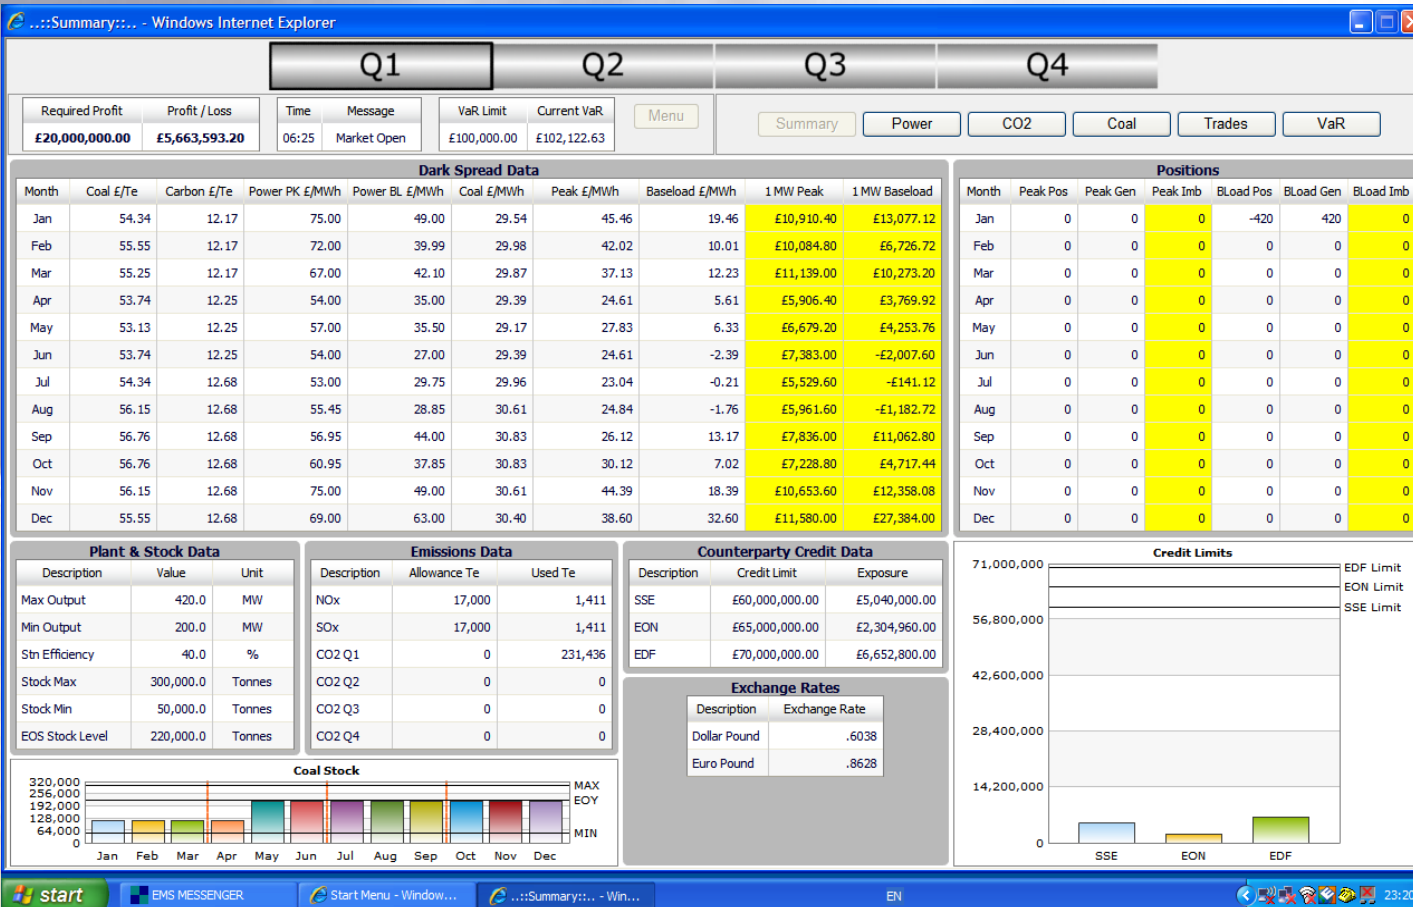 ..::Summary::.. - Windows Internet Explorer
Q1 Q2 Q3 Q4
Required Profit Profit / Loss Time Message VaR Limit Current VaR Menu Summary Power CO2 Coal Trades VaR
£20,000,000.00 £5,663,593.20 06:25 Market Open £100,000.00 £102,122.63
Dark Spread Data
Month Coal £/Te Carbon £/Te Power PK £/MWh Power BL £/MWh Coal £/MWh Peak £/MWh Baseload £/MWh 1 MW Peak 1 MW Baseload
Jan 54.34 12.17 75.00 49.00 29.54 45.46 19.46 £10,910.40 £13,077.12
Feb 55.55 12.17 72.00 39.99 29.98 42.02 10.01 £10,084.80 £6,726.72
Mar 55.25 12.17 67.00 42.10 29.87 37.13 12.23 £11,139.00 £10,273.20
Apr 53.74 12.25 54.00 35.00 29.39 24.61 5.61 £5,906.40 £3,769.92
May 53.13 12.25 57.00 35.50 29.17 27.83 6.33 £6,679.20 £4,253.76
Jun 53.74 12.25 54.00 27.00 29.39 24.61 -2.39 £7,383.00 -£2,007.60
Jul 54.34 12.68 53.00 29.75 29.96 23.04 -0.21 £5,529.60 -£141.12
Aug 56.15 12.68 55.45 28.85 30.61 24.84 -1.76 £5,961.60 -£1,182.72
Sep 56.76 12.68 56.95 44.00 30.83 26.12 13.17 £7,836.00 £11,062.80
Oct 56.76 12.68 60.95 37.85 30.83 30.12 7.02 £7,228.80 £4,717.44
Nov 56.15 12.68 75.00 49.00 30.61 44.39 18.39 £10,653.60 £12,358.08
Dec 55.55 12.68 69.00 63.00 30.40 38.60 32.60 £11,580.00 £27,384.00
Positions
Month Peak Pos Peak Gen Peak Imb BLoad Pos BLoad Gen BLoad Imb
Jan 0 0 0 -420 420 0
Feb 0 0 0 0 0 0
Mar 0 0 0 0 0 0
Apr 0 0 0 0 0 0
May 0 0 0 0 0 0
Jun 0 0 0 0 0 0
Jul 0 0 0 0 0 0
Aug 0 0 0 0 0 0
Sep 0 0 0 0 0 0
Oct 0 0 0 0 0 0
Nov 0 0 0 0 0 0
Dec 0 0 0 0 0 0
Plant & Stock Data
Description Value Unit
Max Output 420.0 MW
Min Output 200.0 MW
Stn Efficiency 40.0 %
Stock Max 300,000.0 Tonnes
Stock Min 50,000.0 Tonnes
EOS Stock Level 220,000.0 Tonnes
Emissions Data
Description Allowance Te Used Te
NOx 17,000 1,411
SOx 17,000 1,411
CO2 Q1 0 231,436
CO2 Q2 0 0
CO2 Q3 0 0
CO2 Q4 0 0
Counterparty Credit Data
Description Credit Limit Exposure
SSE £60,000,000.00 £5,040,000.00
EON £65,000,000.00 £2,304,960.00
EDF £70,000,000.00 £6,652,800.00
Exchange Rates
Description Exchange Rate
Dollar Pound .6038
Euro Pound .8628
Credit Limits
71,000,000
56,800,000
42,600,000
28,400,000
14,200,000
0
EDF Limit
EON Limit
SSE Limit
SSE EON EDF
Coal Stock
320,000
256,000
192,000
128,000
64,000
0
MAX
EOY
MIN
Jan Feb Mar Apr May Jun Jul Aug Sep Oct Nov Dec
start EMS MESSENGER Start Menu - Window... ..::Summary::.. - Win... EN 23:20